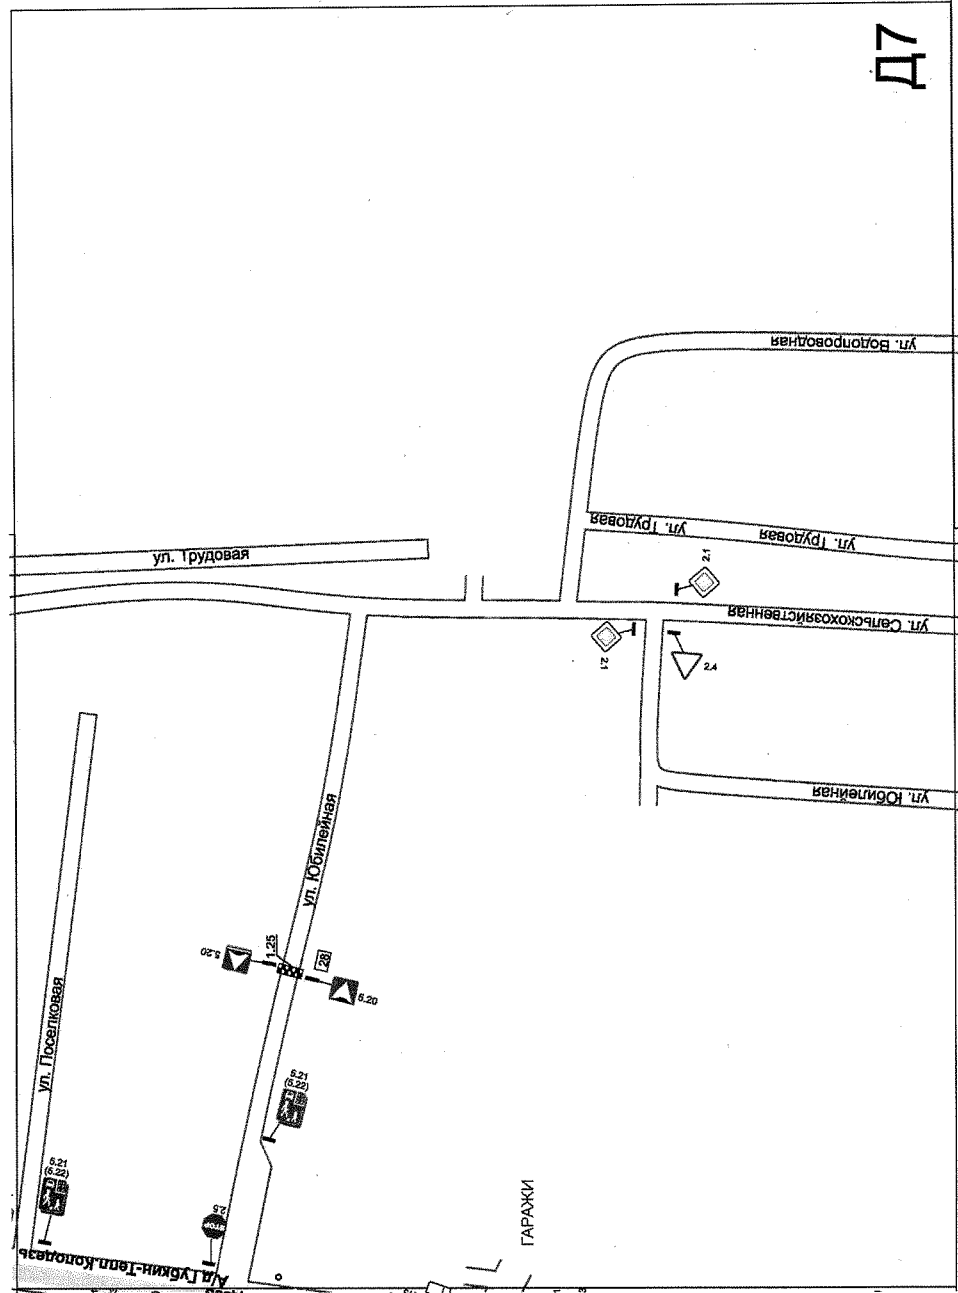 Д7
ул. Водопроводная
ул. Трудовая
ул. Трудовая
ул. Трудовая
2.1
ул. Сельскохозяйственная
2.1
2.4
ул. Юбилейная
ул. Юбилейная
5.20
1.25
28
5.20
ул. Поселковая
5.21
(5.22)
5.21
(5.22)
2.5
STOP
ГАРАЖИ
А/д Губкин-Тепл.Колодезь